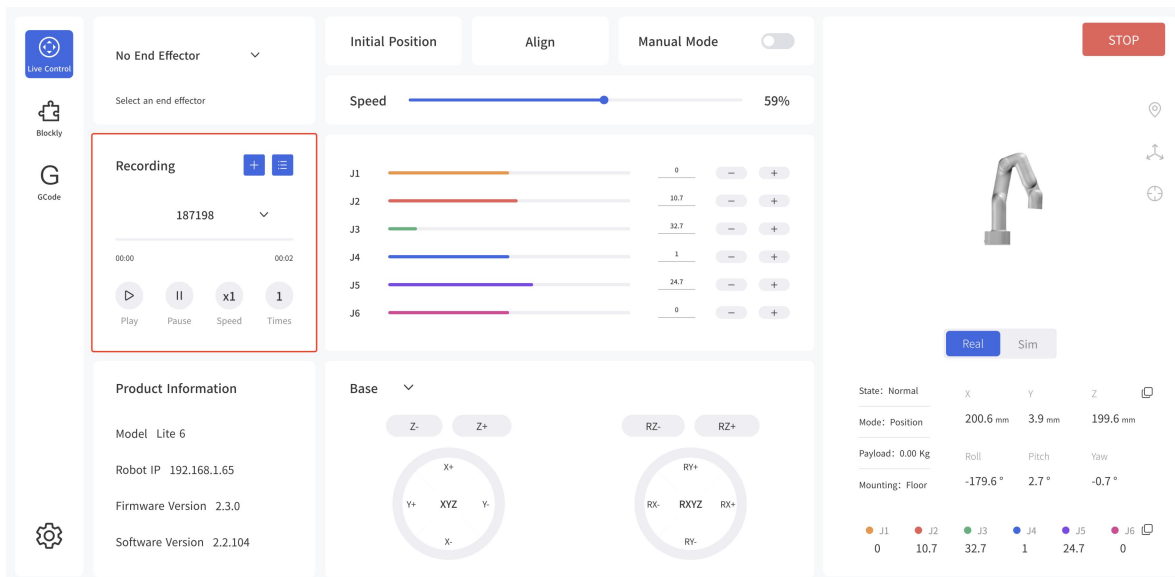 Live Control
Blockly
G
GCode
No End Effector
Select an end effector
Recording
+
187198
00:00 00:02
x1 1
Play Pause Speed Times
Product Information
Model Lite 6
Robot IP 192.168.1.65
Firmware Version 2.3.0
Software Version 2.2.104
Initial Position Align Manual Mode
Speed 59%
J1 0 − +
J2 10.7 − +
J3 32.7 − +
J4 1 − +
J5 24.7 − +
J6 0 − +
Base
Z- Z+ RZ- RZ+
X+ RY+
Y+ XYZ Y- RX- RXYZ RX+
X- RY-
STOP
Real Sim
State: Normal X Y Z
Mode: Position 200.6 mm 3.9 mm 199.6 mm
Payload: 0.00 Kg Roll Pitch Yaw
Mounting: Floor -179.6 ° 2.7 ° -0.7 °
J1 J2 J3 J4 J5 J6
0 10.7 32.7 1 24.7 0